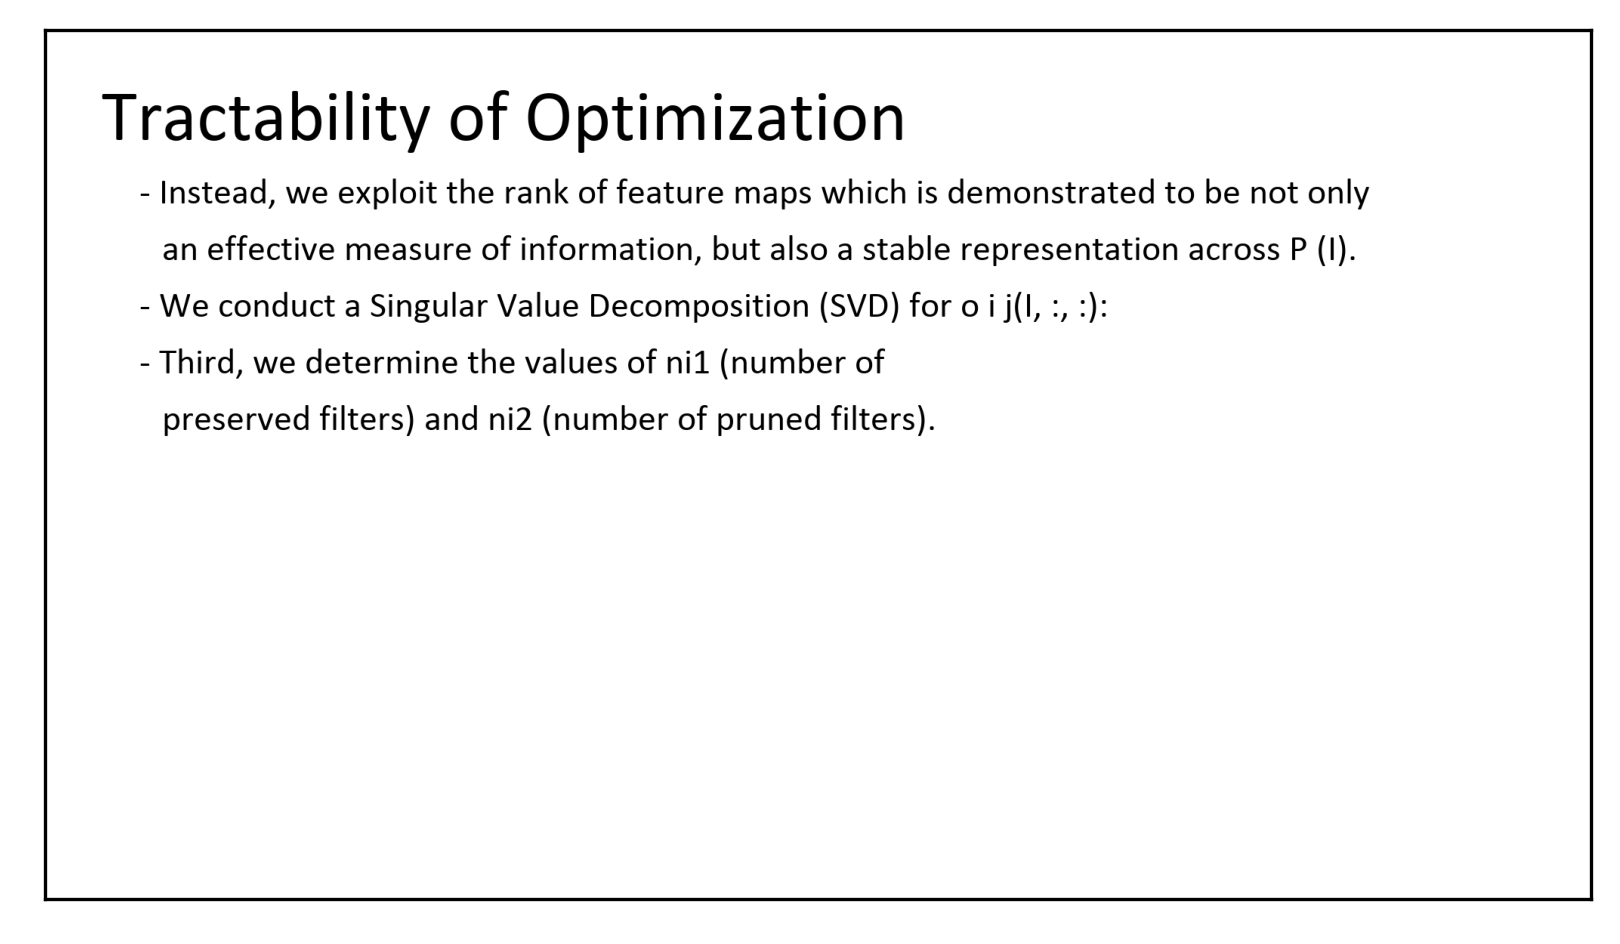 Tractability of Optimization
- Instead, we exploit the rank of feature maps which is demonstrated to be not only
an effective measure of information, but also a stable representation across P (I).
- We conduct a Singular Value Decomposition (SVD) for o i j(I, :, :):
- Third, we determine the values of ni1 (number of
preserved filters) and ni2 (number of pruned filters).